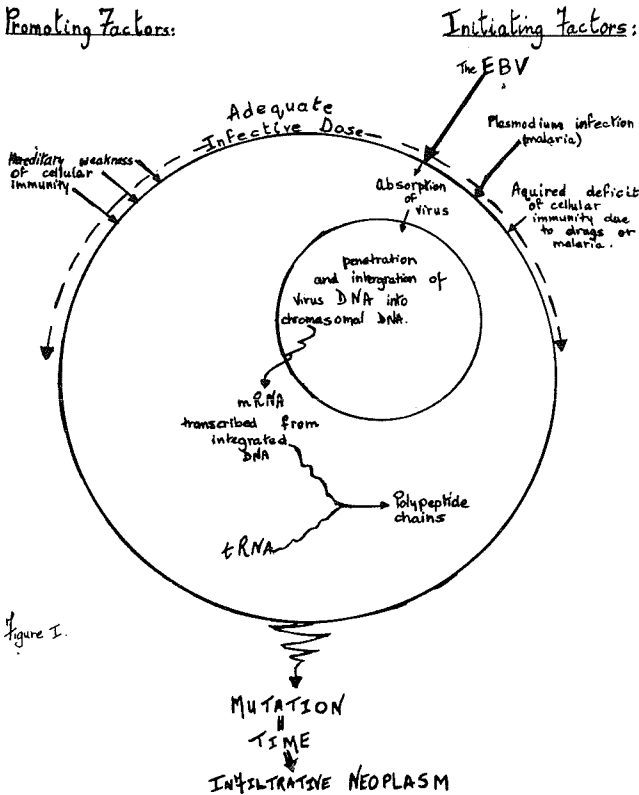 Promoting Factors:
Initiating Factors:
The EBV
Adequate
Infective Dose
Plasmodium infection
(malaria)
Hereditary weakness
of cellular
immunity
Absorption
of
virus
Aquired deficit
of cellular
immunity due
to drugs or
malaria.
penetration
and intergration of
virus DNA into
chromasomal DNA.
mRNA
transcribed from
integrated
DNA
Polypeptide
chains
tRNA
Figure I.
MUTATION
TIME
INFILTRATIVE NEOPLASM